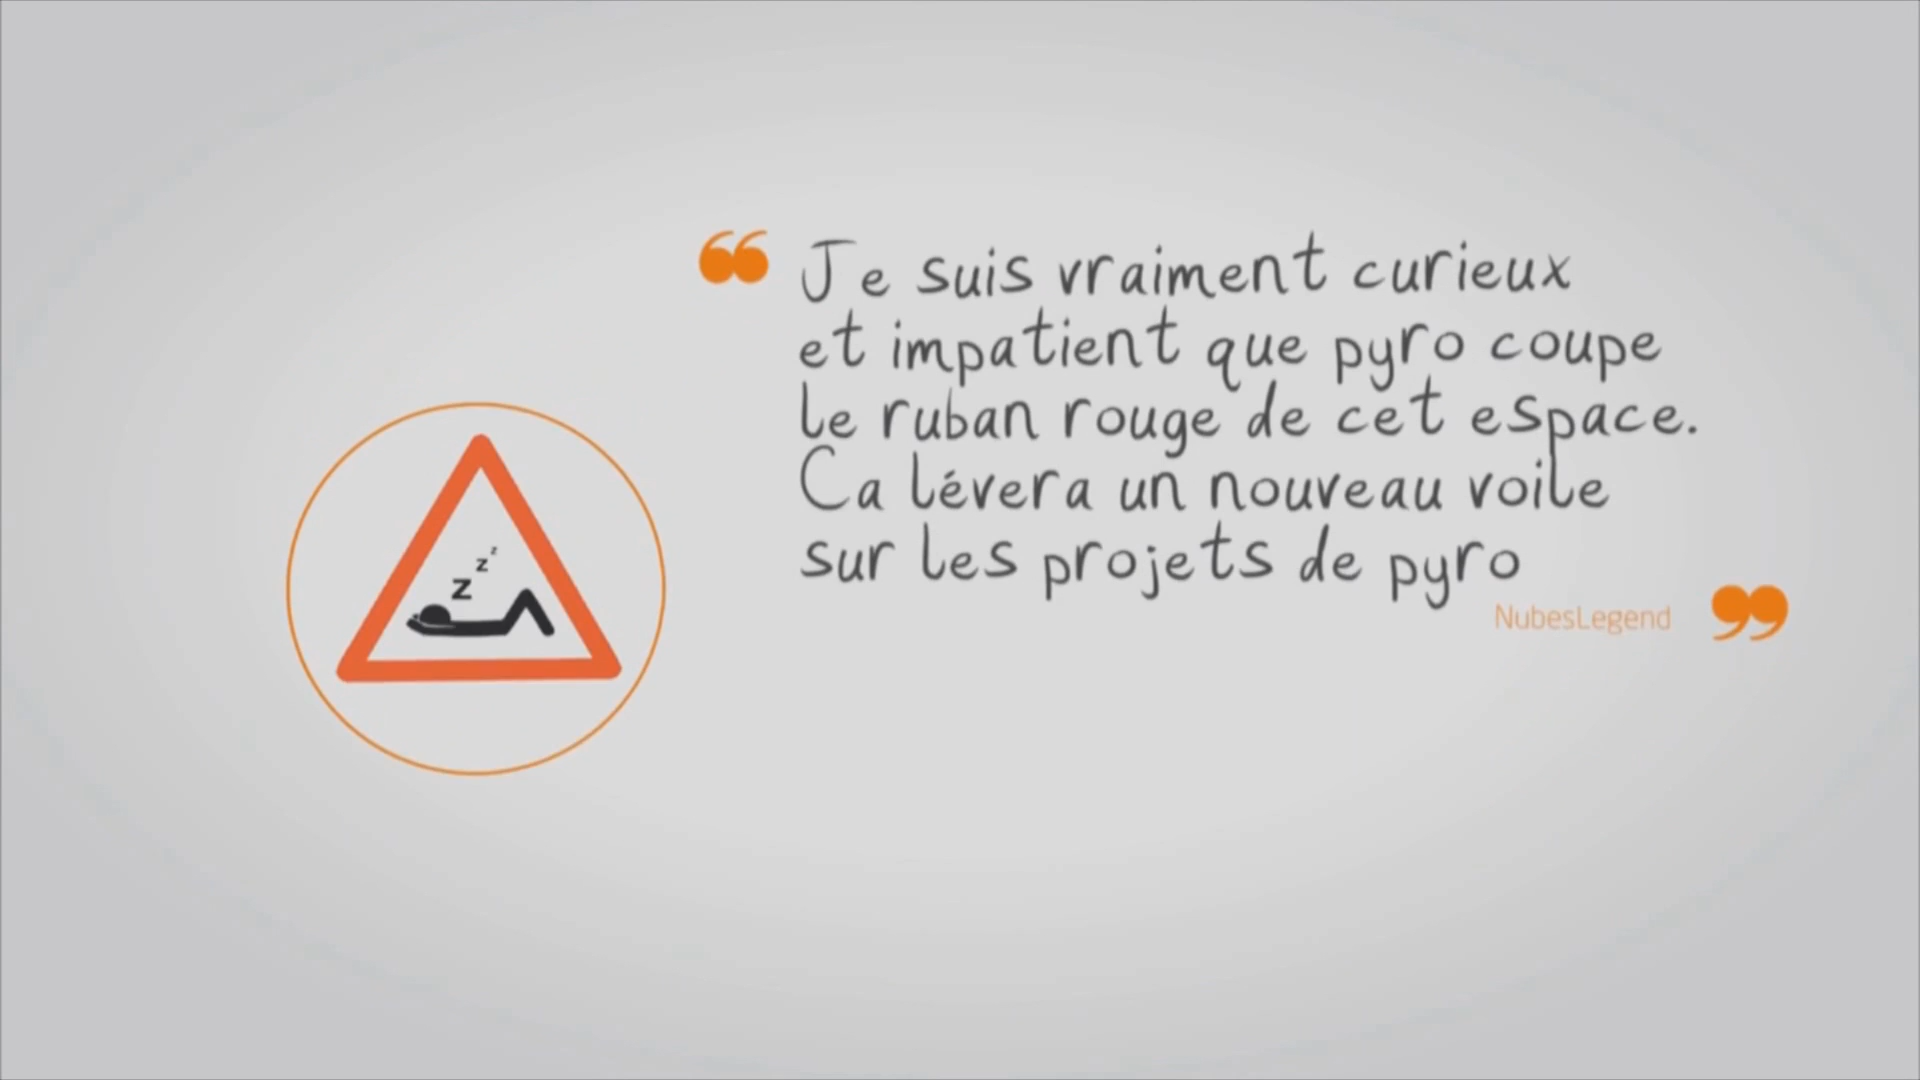 z
z
z
Je suis vraiment curieux
et impatient que pyro coupe
le ruban rouge de cet espace.
Ca lévera un nouveau voile
sur les projets de pyro
NubesLegend